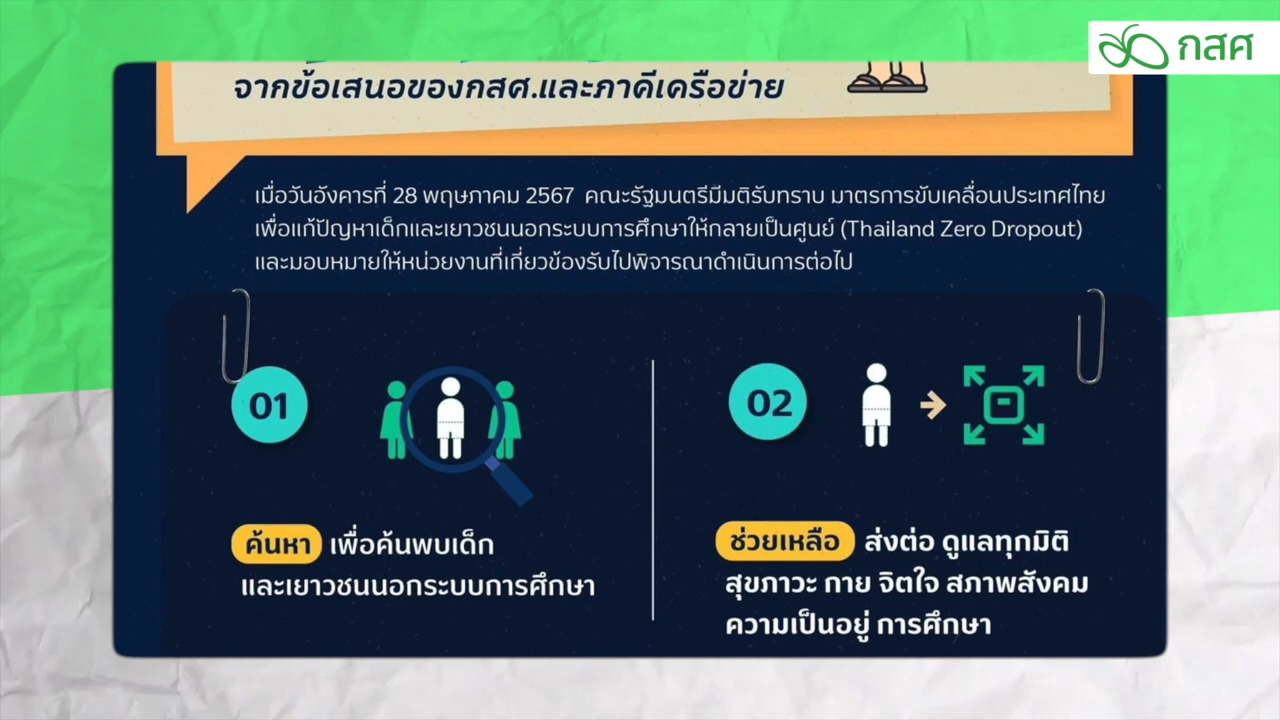 กสศ
จากข้อเสนอของกสศ.และภาคีเครือข่าย
เมื่อวันอังคารที่ 28 พฤษภาคม 2567 คณะรัฐมนตรีมีมติรับทราบ มาตรการขับเคลื่อนประเทศไทย
เพื่อแก้ปัญหาเด็กและเยาวชนนอกระบบการศึกษาให้กลายเป็นศูนย์ (Thailand Zero Dropout)
และมอบหมายให้หน่วยงานที่เกี่ยวข้องรับไปพิจารณาดำเนินการต่อไป
01
ค้นหา เพื่อค้นพบเด็ก
และเยาวชนนอกระบบการศึกษา
02
ช่วยเหลือ ส่งต่อ ดูแลทุกมิติ
สุขภาวะ กาย จิตใจ สภาพสังคม
ความเป็นอยู่ การศึกษา